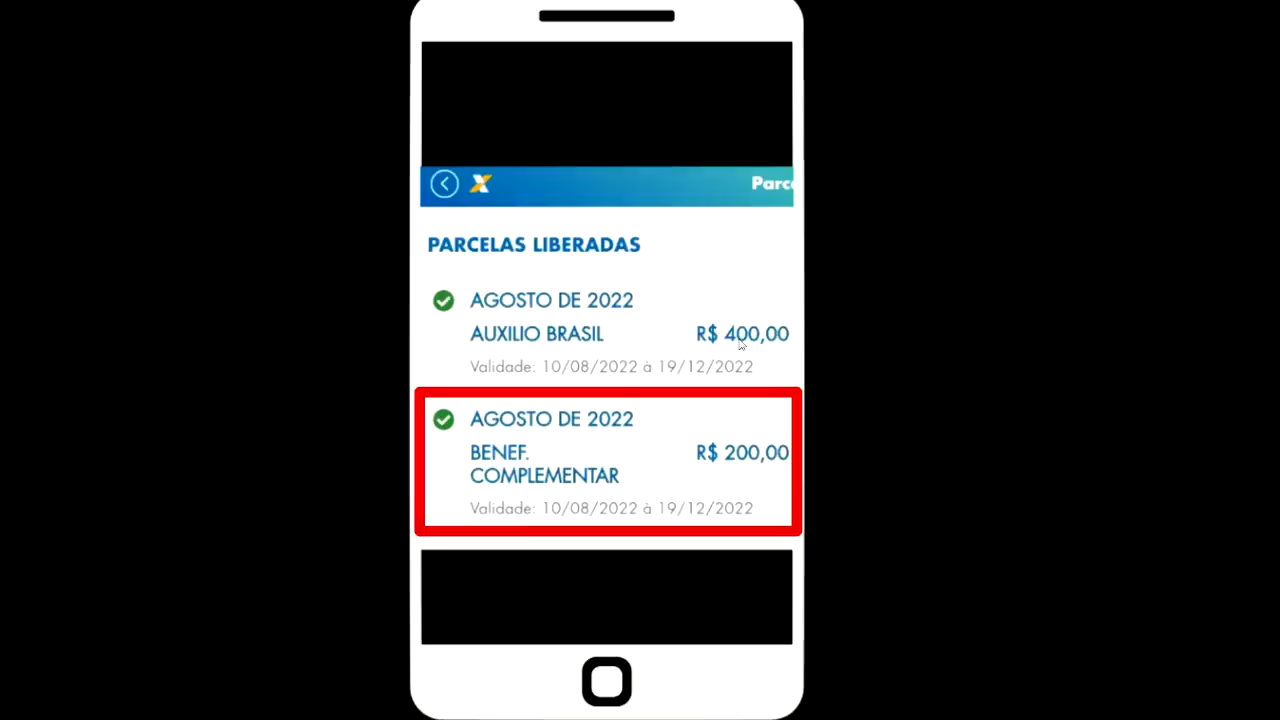 Parc
PARCELAS LIBERADAS
AGOSTO DE 2022
AUXILIO BRASIL R$ 400,00
Validade: 10/08/2022 à 19/12/2022
AGOSTO DE 2022
BENEF. R$ 200,00
COMPLEMENTAR
Validade: 10/08/2022 à 19/12/2022